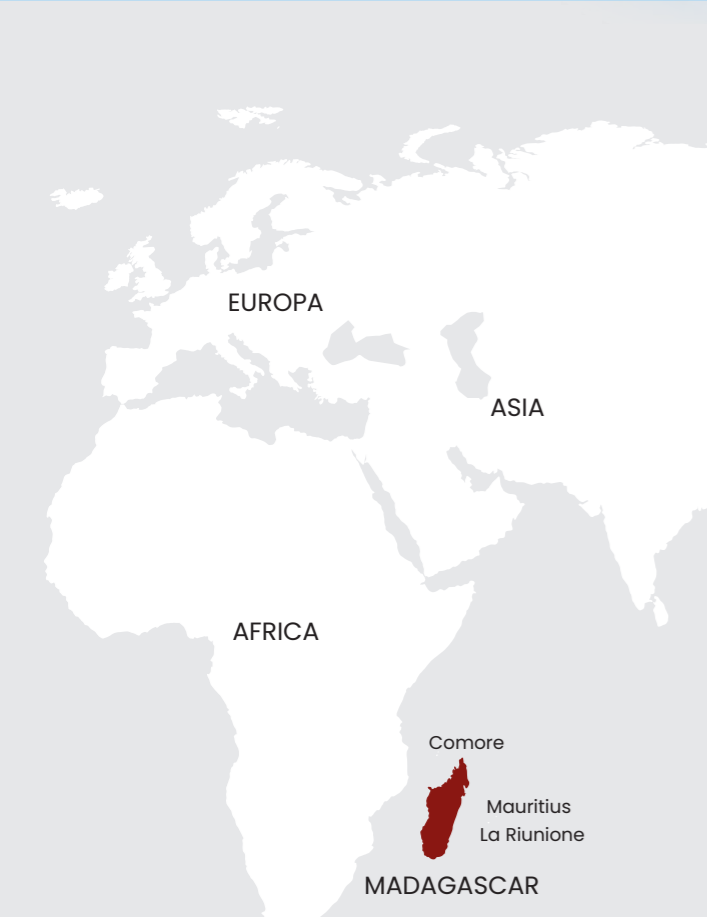 EUROPA
ASIA
AFRICA
Comore
Mauritius
La Riunione
MADAGASCAR